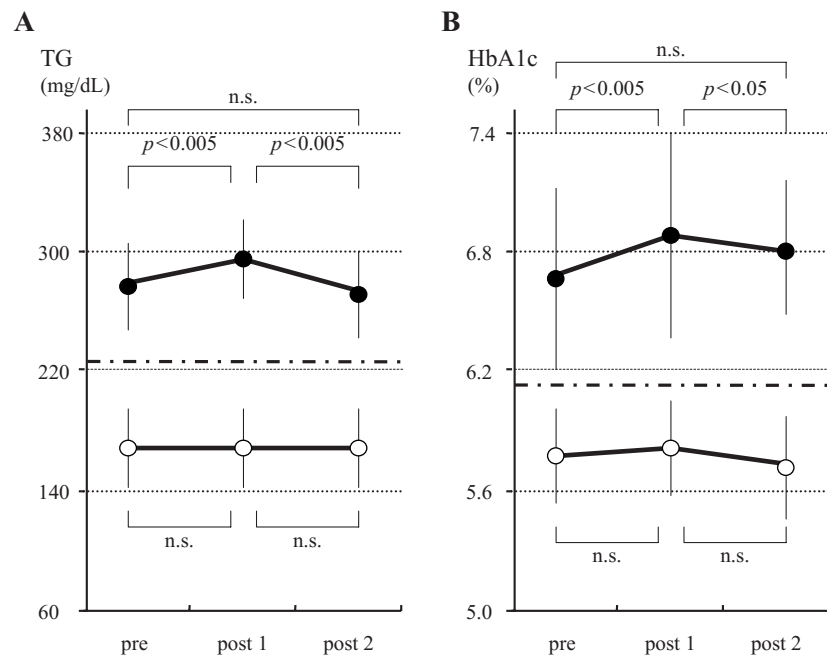 A
TG
(mg/dL)
n.s.
p<0.005 p<0.005
380
300
220
140
60
n.s. n.s.
pre post 1 post 2
B
HbA1c
(%)
n.s.
p<0.005 p<0.05
7.4
6.8
6.2
5.6
5.0
n.s. n.s.
pre post 1 post 2